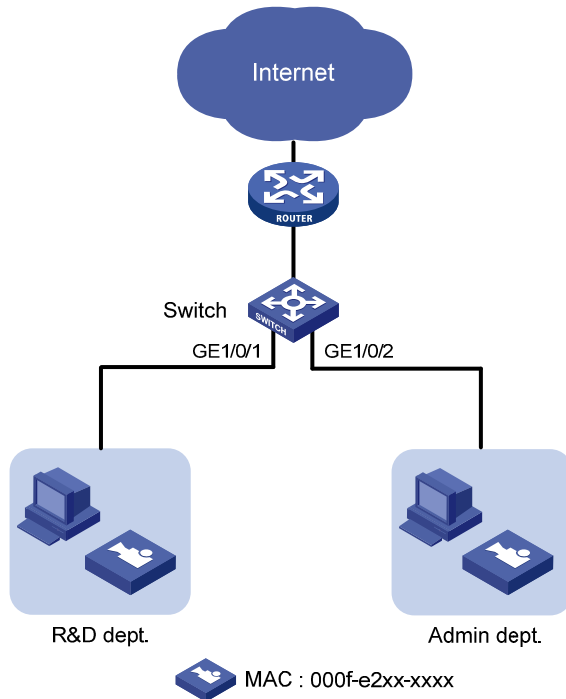 Internet
ROUTER
Switch
SWITCH
GE1/0/1
GE1/0/2
R&D dept.
Admin dept.
MAC : 000f-e2xx-xxxx